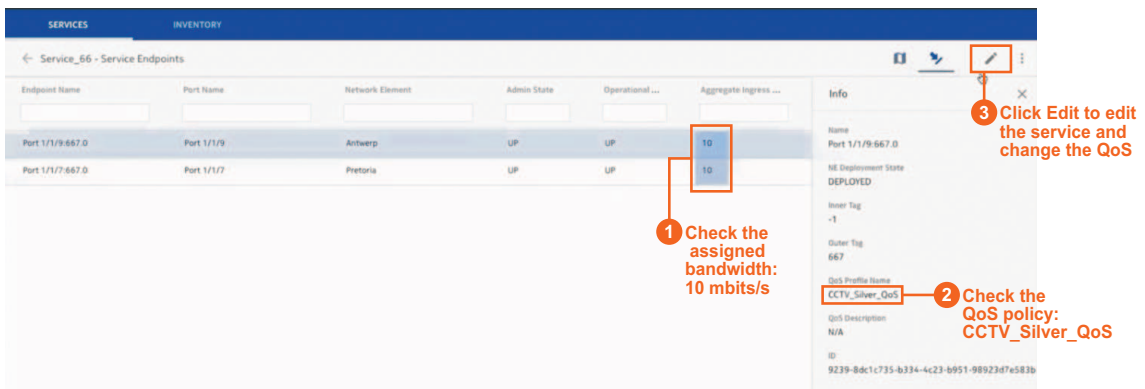 SERVICES INVENTORY
← Service_66 - Service Endpoints
Endpoint Name Port Name Network Element Admin State Operational ... Aggregate Ingress ... Info
Port 1/1/9:667.0 Port 1/1/9 Antwerp UP UP 10
Port 1/1/7:667.0 Port 1/1/7 Pretoria UP UP 10
1 Check the
assigned
bandwidth:
10 mbits/s
Name
Port 1/1/9:667.0
NE Deployment State
DEPLOYED
Inner Tag
-1
Outer Tag
667
QoS Profile Name
CCTV_Silver_QoS
QoS Description
N/A
ID
9239-8dc1c735-b334-4c23-b951-98923d7e583b
3 Click Edit to edit
the service and
change the QoS
2 Check the
QoS policy:
CCTV_Silver_QoS